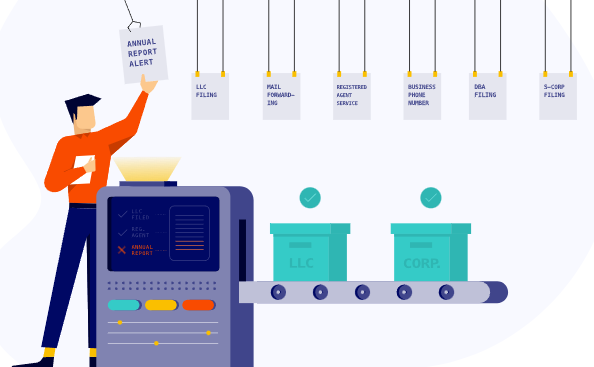 ANNUAL
REPORT
ALERT
LLC
FILING
MAIL
FORWARD-
ING
REGISTERED
AGENT
SERVICE
BUSINESS
PHONE
NUMBER
DBA
FILING
S-CORP
FILING
LLC
FILED
REG.
AGENT
ANNUAL
REPORT
LLC
CORP.